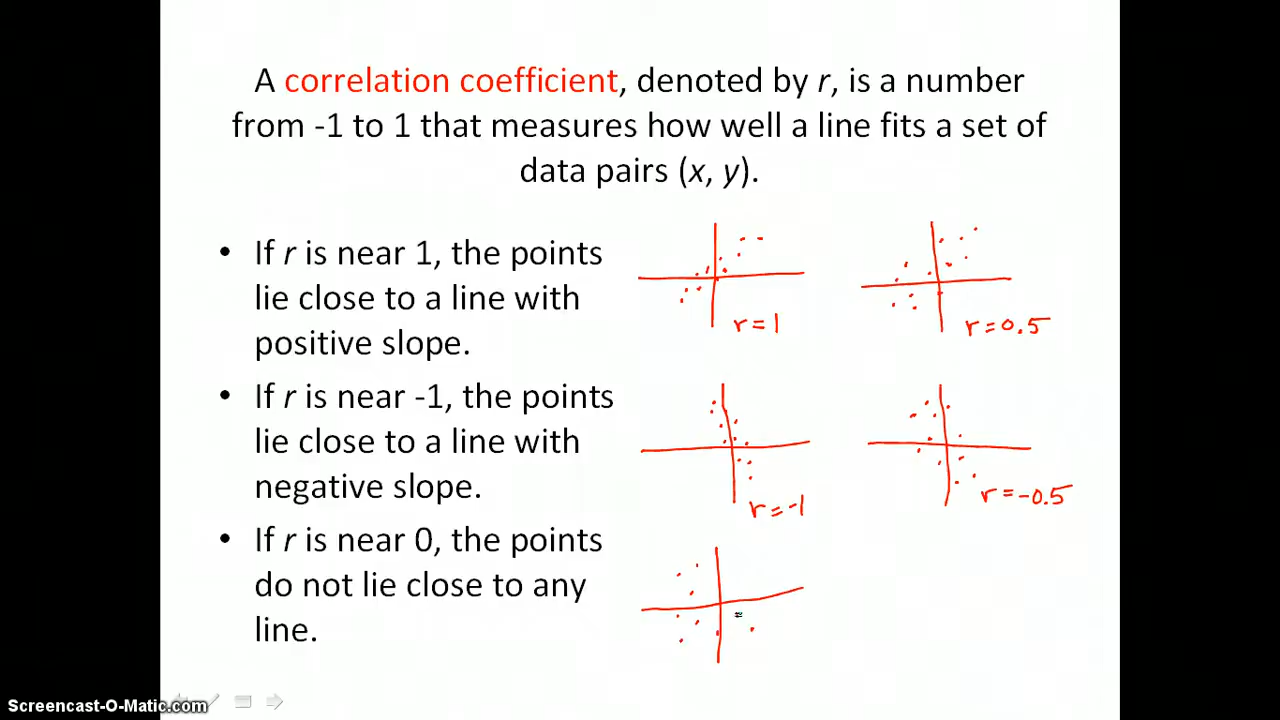 A correlation coefficient, denoted by r, is a number
from -1 to 1 that measures how well a line fits a set of
data pairs (x, y).
• If r is near 1, the points
lie close to a line with
positive slope.
r = 1
r = 0.5
• If r is near -1, the points
lie close to a line with
negative slope.
r = -1
r = -0.5
• If r is near 0, the points
do not lie close to any
line.
Screencast-O-Matic.com